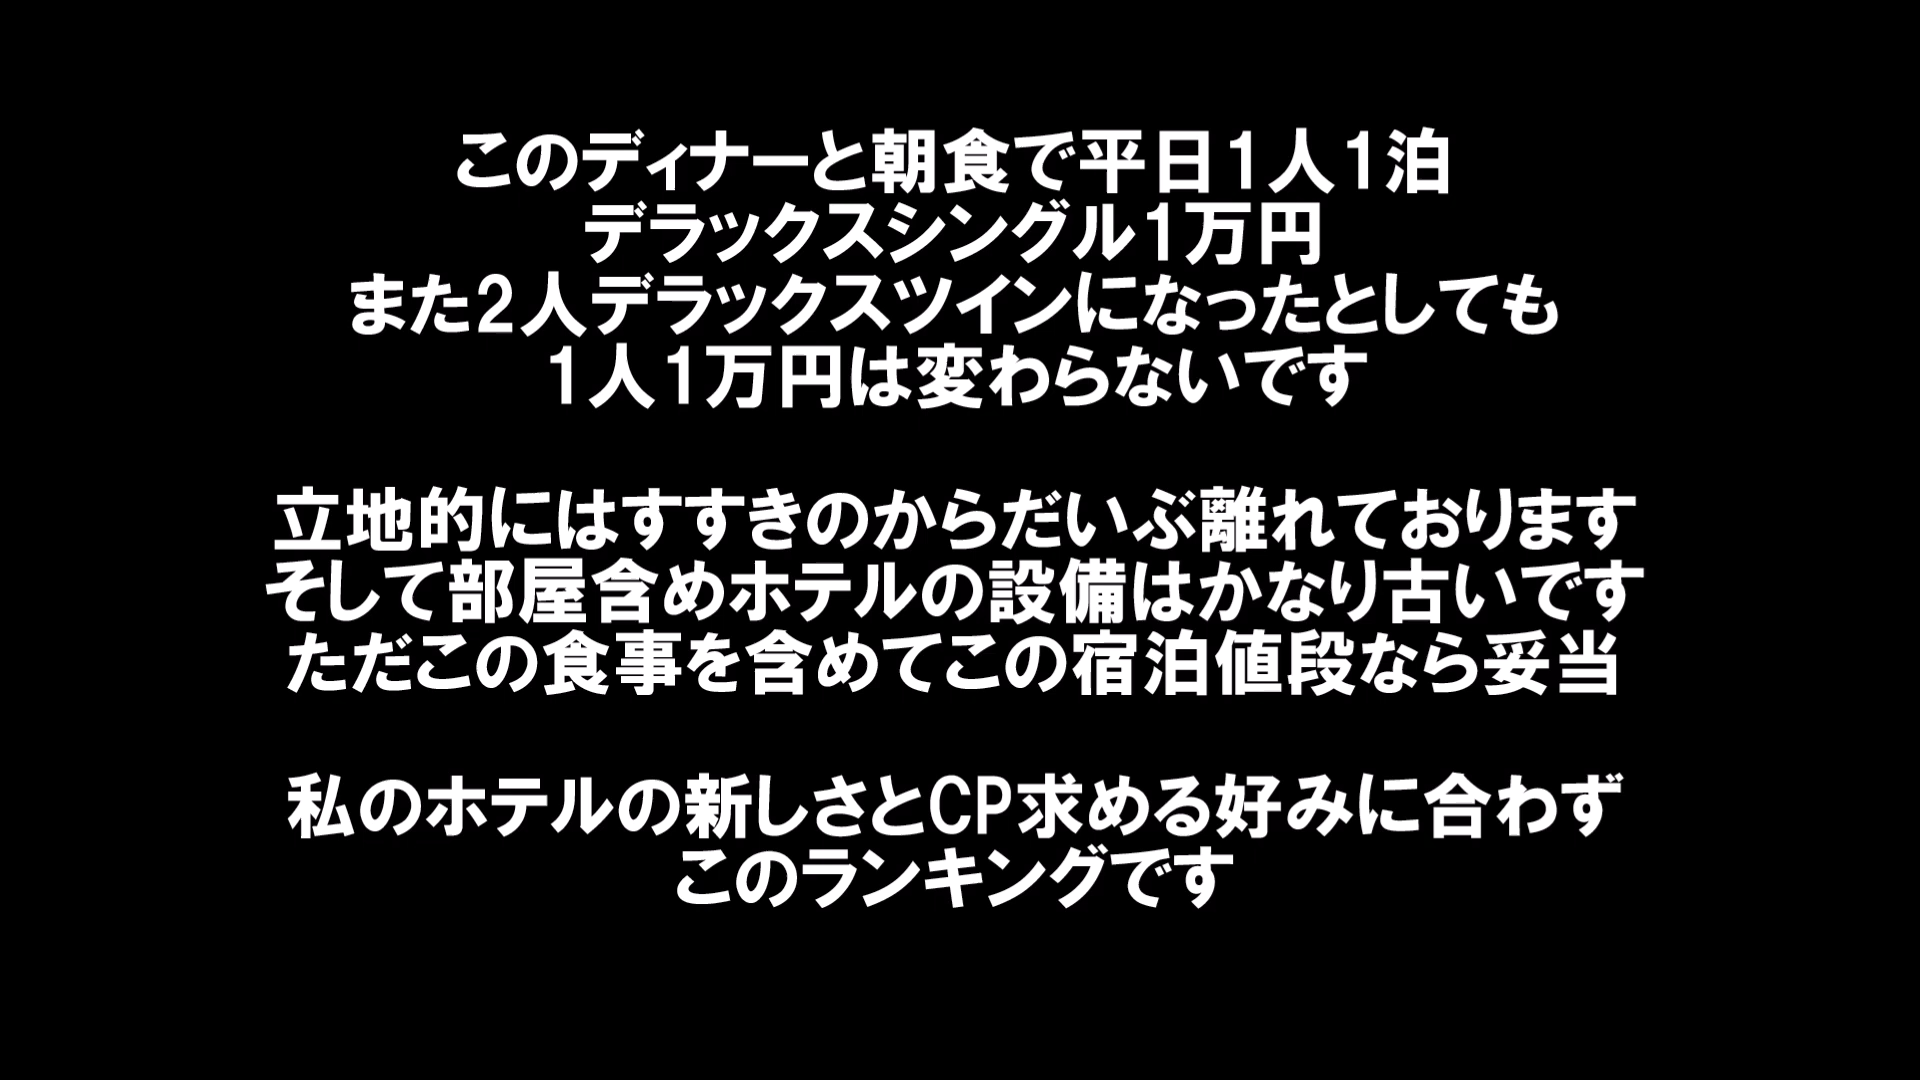 このディナーと朝食で平日1人1泊
デラックスシングル1万円
また2人デラックスツインになったとしても
1人1万円は変わらないです
立地的にはすすきのからだいぶ離れております
そして部屋含めホテルの設備はかなり古いです
ただこの食事を含めてこの宿泊値段なら妥当
私のホテルの新しさとCP求める好みに合わず
このランキングです